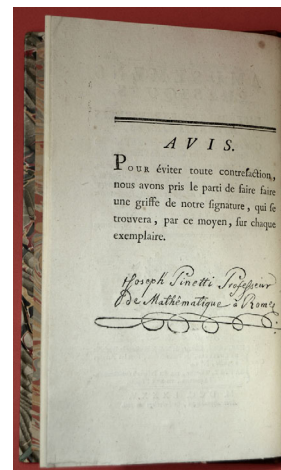 AVIS.
POUR éviter toute contrefaction,
nous avons pris le parti de faire faire
une griffe de notre ſignature, qui ſe
trouvera, par ce moyen, ſur chaque
exemplaire.
Joseph Pinetti Professeur
de Mathêmatique à Rome